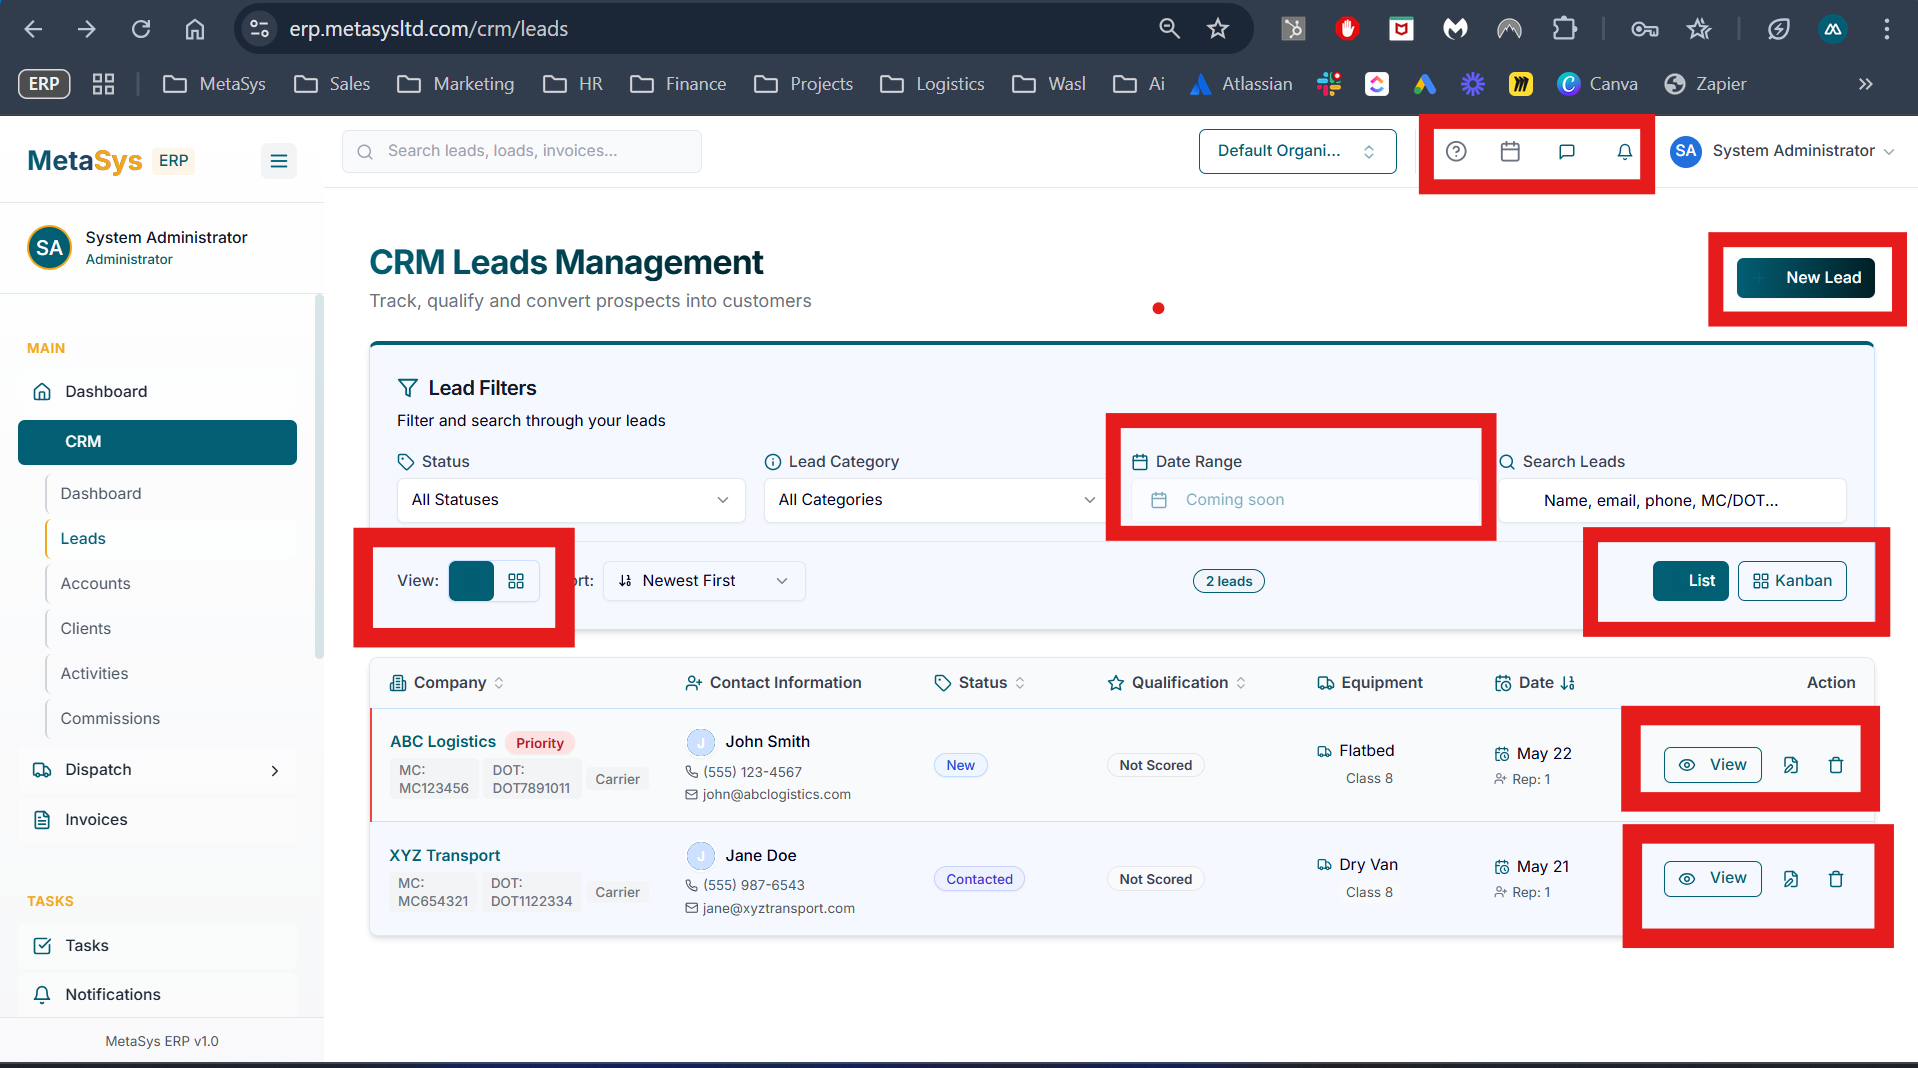 erp.metasysltd.com/crm/leads
ERP
MetaSys
Sales
Marketing
HR
Finance
Projects
Logistics
Wasl
Ai
Atlassian
Canva
Zapier
MetaSys ERP
Search leads, loads, invoices...
Default Organi...
SA System Administrator
SA
System Administrator
Administrator
MAIN
Dashboard
CRM
Dashboard
Leads
Accounts
Clients
Activities
Commissions
Dispatch
Invoices
TASKS
Tasks
Notifications
MetaSys ERP v1.0
CRM Leads Management
Track, qualify and convert prospects into customers
New Lead
Lead Filters
Filter and search through your leads
Status
All Statuses
Lead Category
All Categories
Date Range
Coming soon
Search Leads
Name, email, phone, MC/DOT...
View:
rt:
Newest First
2 leads
List
Kanban
Company
Contact Information
Status
Qualification
Equipment
Date
Action
ABC Logistics Priority
MC:
MC123456
DOT:
DOT7891011
Carrier
J John Smith
(555) 123-4567
john@abclogistics.com
New
Not Scored
Flatbed
Class 8
May 22
Rep: 1
View
XYZ Transport
MC:
MC654321
DOT:
DOT1122334
Carrier
J Jane Doe
(555) 987-6543
jane@xyztransport.com
Contacted
Not Scored
Dry Van
Class 8
May 21
Rep: 1
View